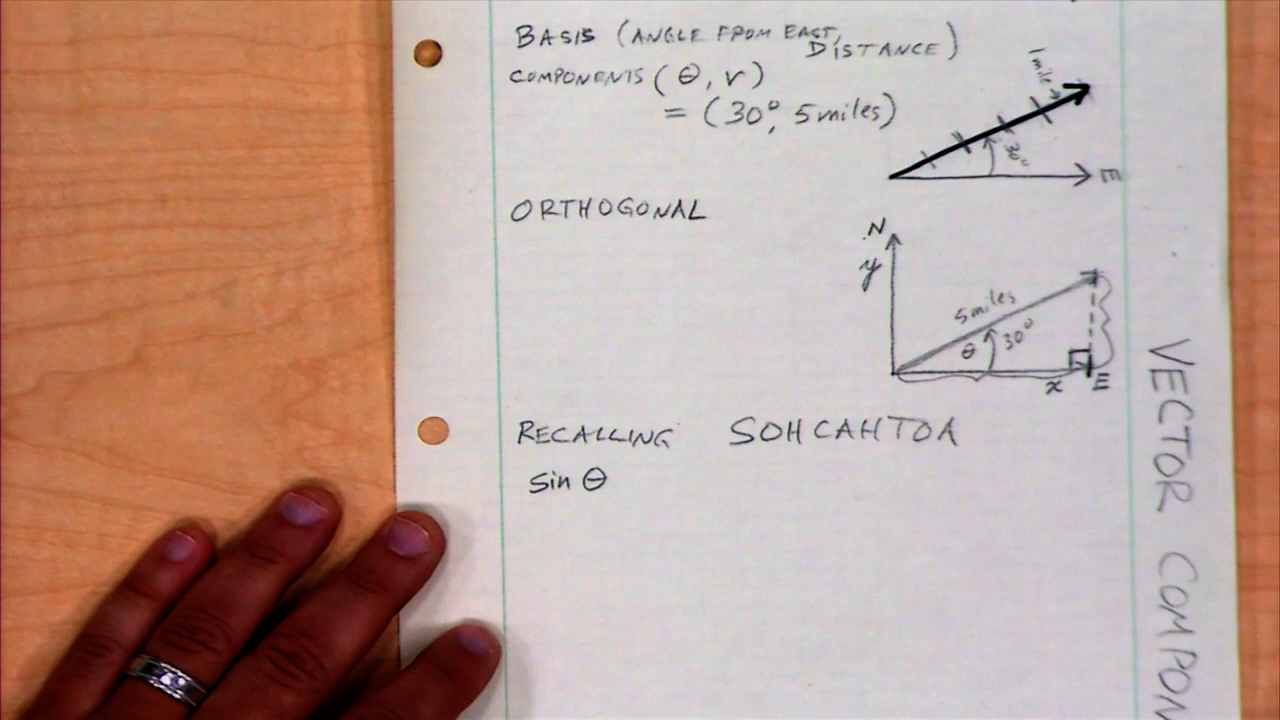 BASIS (ANGLE FROM EAST,
DISTANCE)
COMPONENTS (θ, r)
= (30°, 5 miles)
1 mile
30°
E
ORTHOGONAL
N
y
5 miles
θ 30°
x E
RECALLING SOHCAHTOA
sin θ
VECTOR COMPON